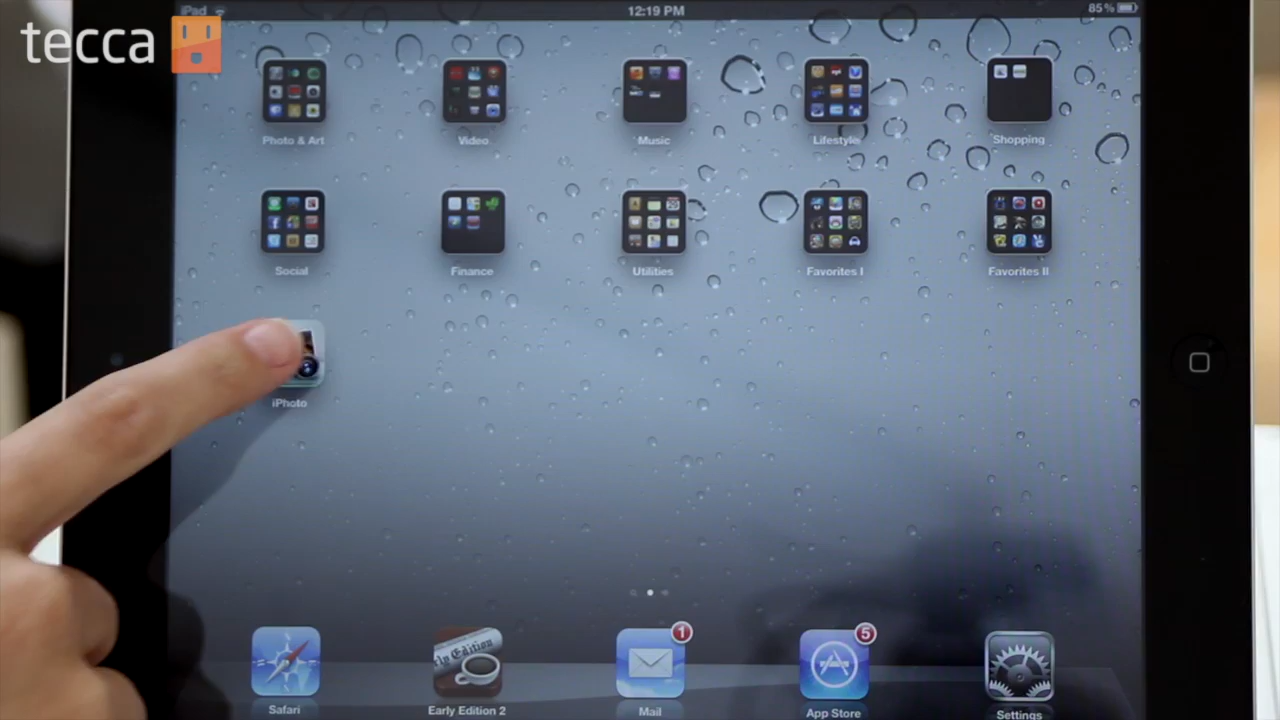 tecca
iPad
12:19 PM
85%
Photo & Art
Video
Music
Lifestyle
Shopping
Social
Finance
Utilities
Favorites I
Favorites II
iPhoto
1
5
Safari
Early Edition 2
Mail
App Store
Settings